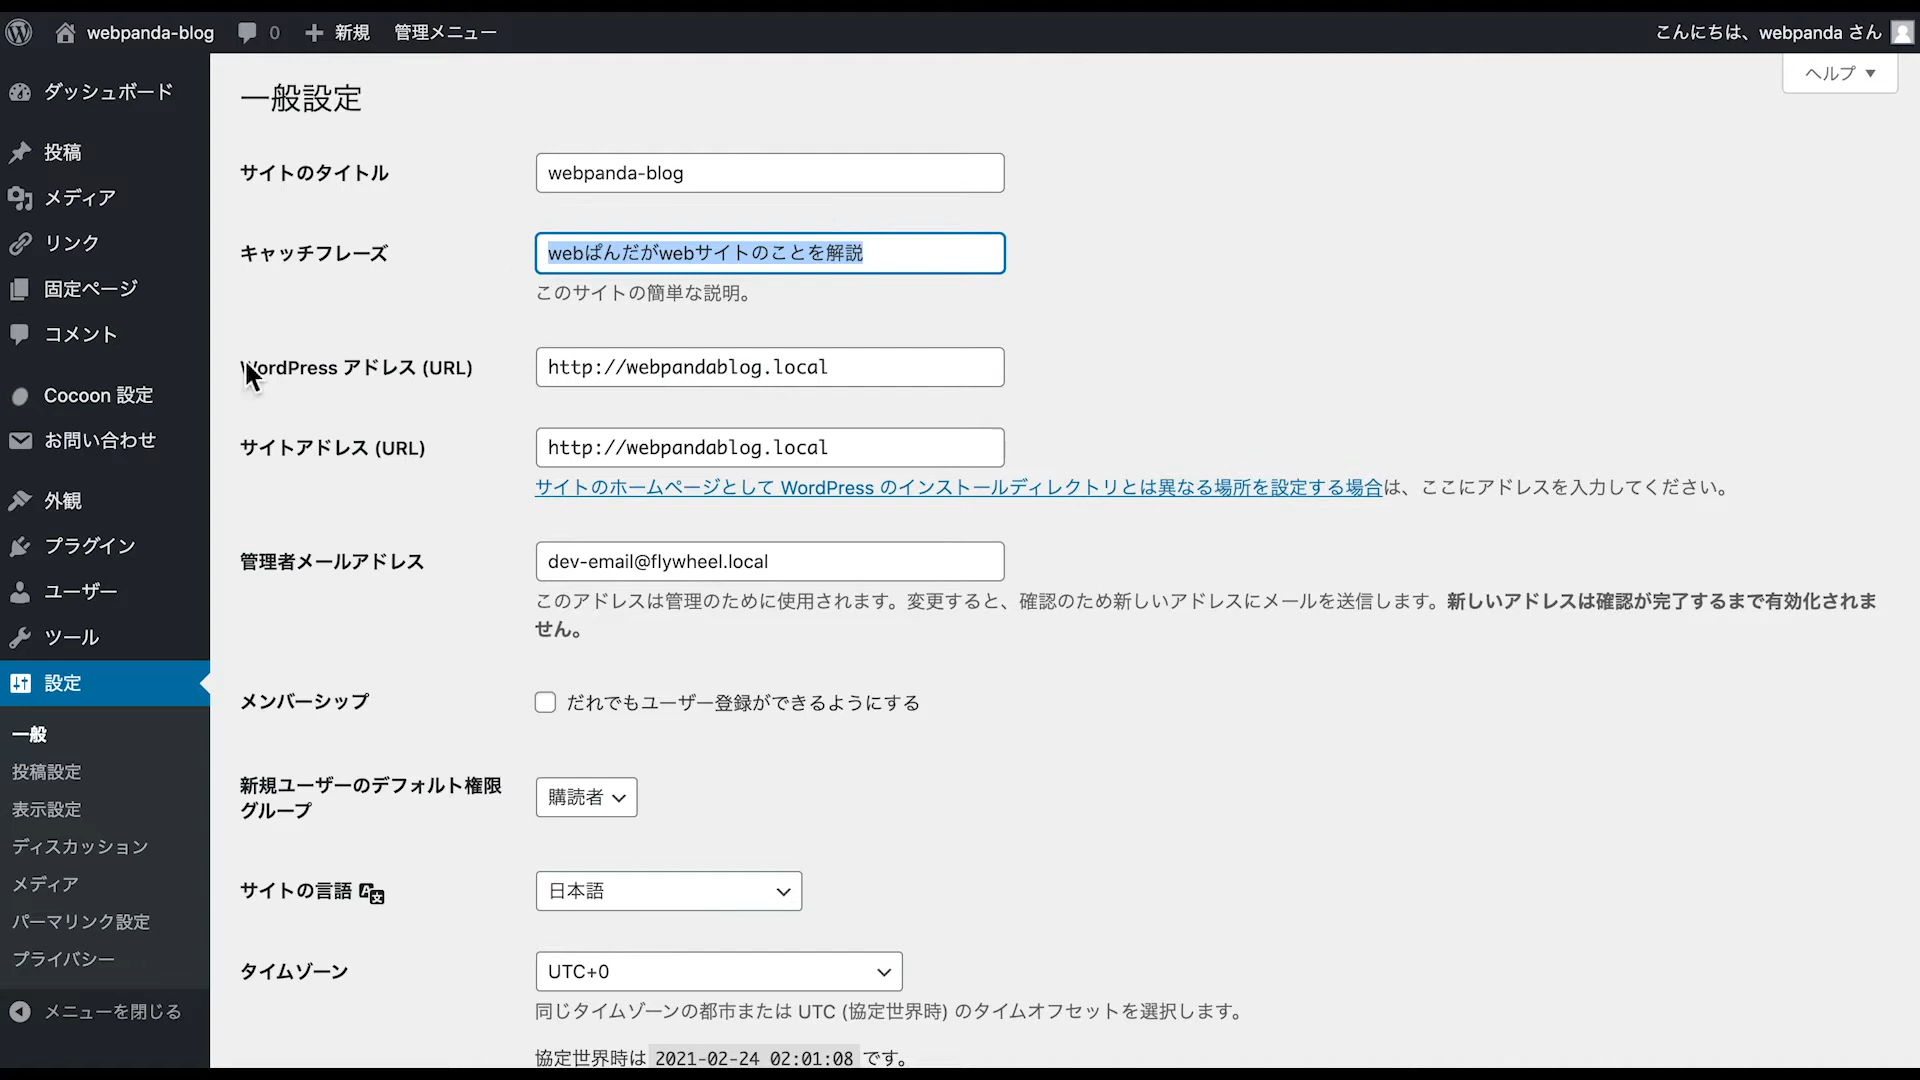 webpanda-blog 0 新規 管理メニュー こんにちは、webpanda さん
ヘルプ ▼
ダッシュボード
投稿
メディア
リンク
固定ページ
コメント
Cocoon 設定
お問い合わせ
外観
プラグイン
ユーザー
ツール
設定
一般
投稿設定
表示設定
ディスカッション
メディア
パーマリンク設定
プライバシー
メニューを閉じる
一般設定
サイトのタイトル webpanda-blog
キャッチフレーズ webぱんだがwebサイトのことを解説
このサイトの簡単な説明。
WordPress アドレス (URL) http://webpandablog.local
サイトアドレス (URL) http://webpandablog.local
サイトのホームページとして WordPress のインストールディレクトリとは異なる場所を設定する場合は、ここにアドレスを入力してください。
管理者メールアドレス dev-email@flywheel.local
このアドレスは管理のために使用されます。変更すると、確認のため新しいアドレスにメールを送信します。新しいアドレスは確認が完了するまで有効化されま
せん。
メンバーシップ だれでもユーザー登録ができるようにする
新規ユーザーのデフォルト権限
グループ
購読者
サイトの言語 日本語
タイムゾーン UTC+0
同じタイムゾーンの都市または UTC (協定世界時) のタイムオフセットを選択します。
協定世界時は 2021-02-24 02:01:08 です。